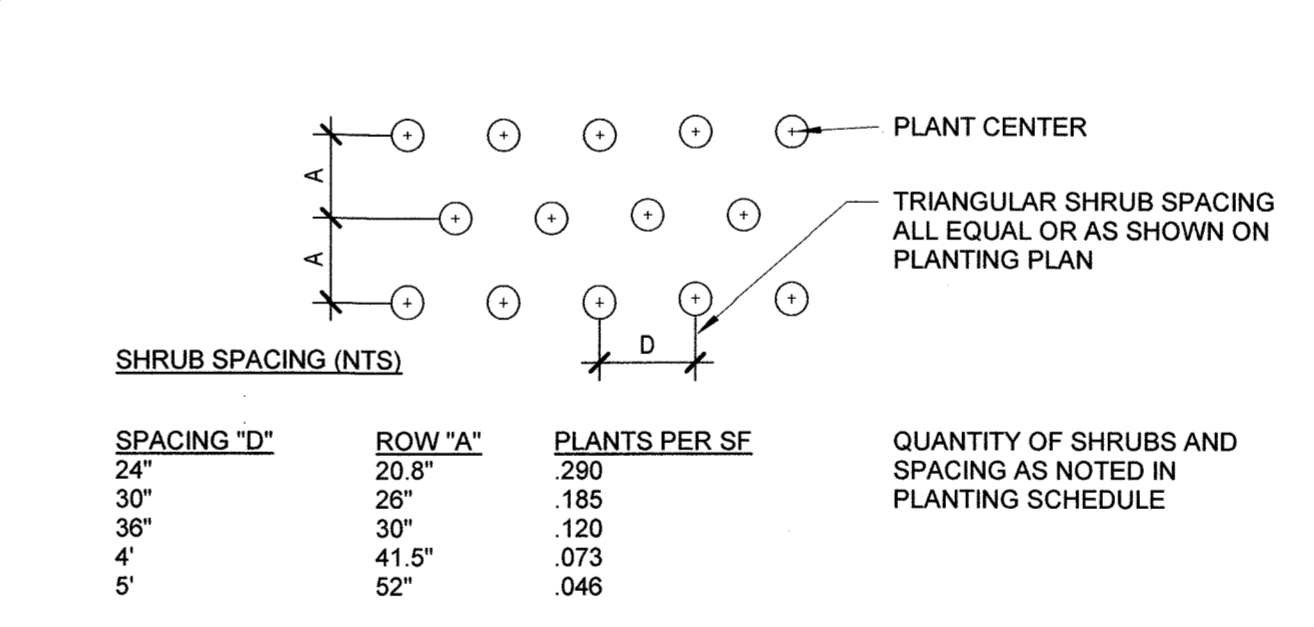 PLANT CENTER
A
TRIANGULAR SHRUB SPACING
ALL EQUAL OR AS SHOWN ON
PLANTING PLAN
A
D
SHRUB SPACING (NTS)
SPACING "D" ROW "A" PLANTS PER SF
24" 20.8" .290
30" 26" .185
36" 30" .120
4' 41.5" .073
5' 52" .046
QUANTITY OF SHRUBS AND
SPACING AS NOTED IN
PLANTING SCHEDULE